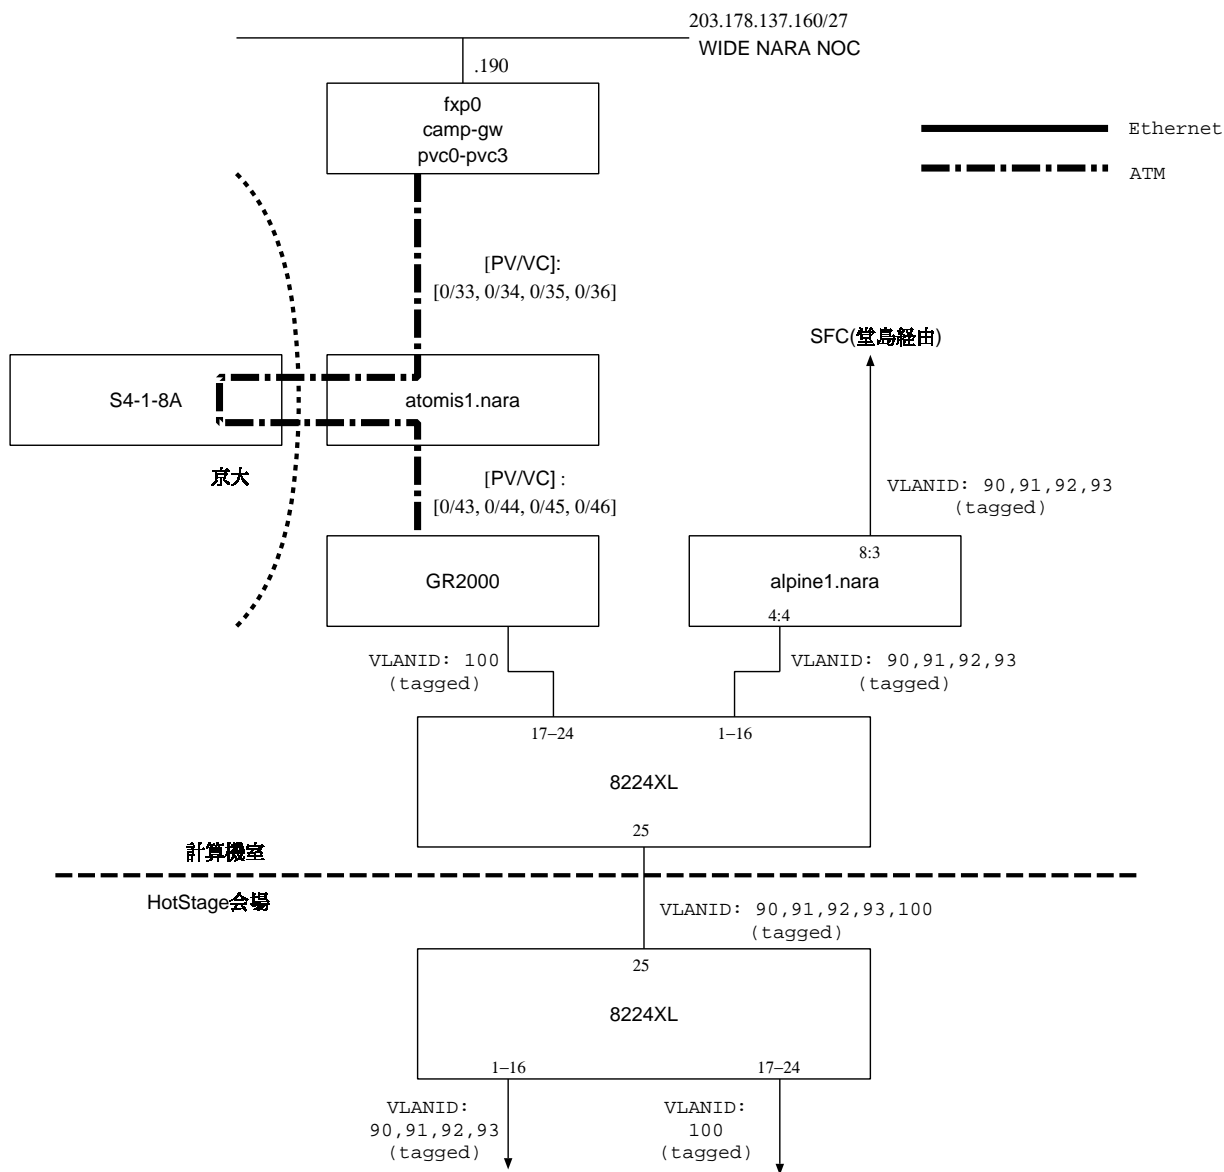 203.178.137.160/27
WIDE NARA NOC
.190
fxp0
camp-gw
pvc0-pvc3
Ethernet
ATM
[PV/VC]:
[0/33, 0/34, 0/35, 0/36]
SFC(堂島経由)
S4-1-8A
atomis1.nara
京大
[PV/VC] :
[0/43, 0/44, 0/45, 0/46]
VLANID: 90,91,92,93
(tagged)
8:3
GR2000
alpine1.nara
4:4
VLANID: 100
(tagged)
VLANID: 90,91,92,93
(tagged)
17–24
1–16
8224XL
25
計算機室
HotStage会場
VLANID: 90,91,92,93,100
(tagged)
25
8224XL
1–16
17–24
VLANID:
90,91,92,93
(tagged)
VLANID:
100
(tagged)